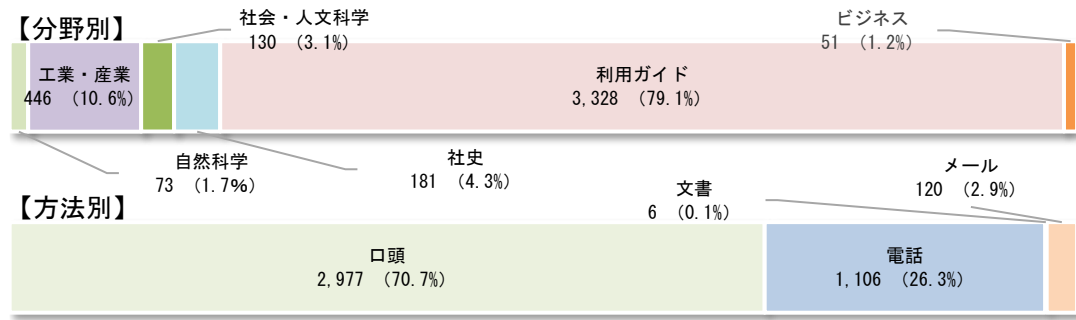 【分野別】
社会・人文科学
130 (3.1%)
ビジネス
51 (1.2%)
工業・産業
446 (10.6%)
利用ガイド
3,328 (79.1%)
自然科学
73 (1.7%)
社史
181 (4.3%)
【方法別】
文書
6 (0.1%)
メール
120 (2.9%)
口頭
2,977 (70.7%)
電話
1,106 (26.3%)